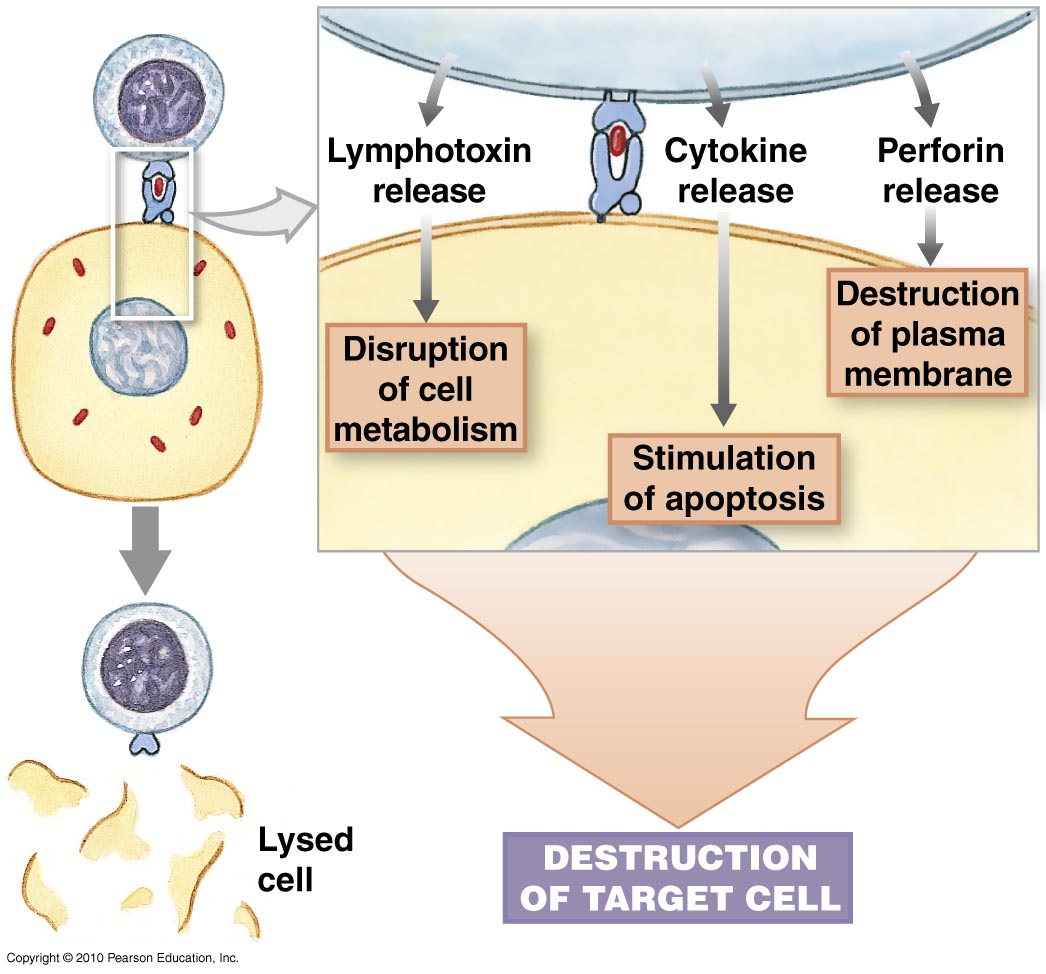 Lymphotoxin
release
Cytokine
release
Perforin
release
Disruption
of cell
metabolism
Stimulation
of apoptosis
Destruction
of plasma
membrane
Lysed
cell
DESTRUCTION
OF TARGET CELL
Copyright © 2010 Pearson Education, Inc.